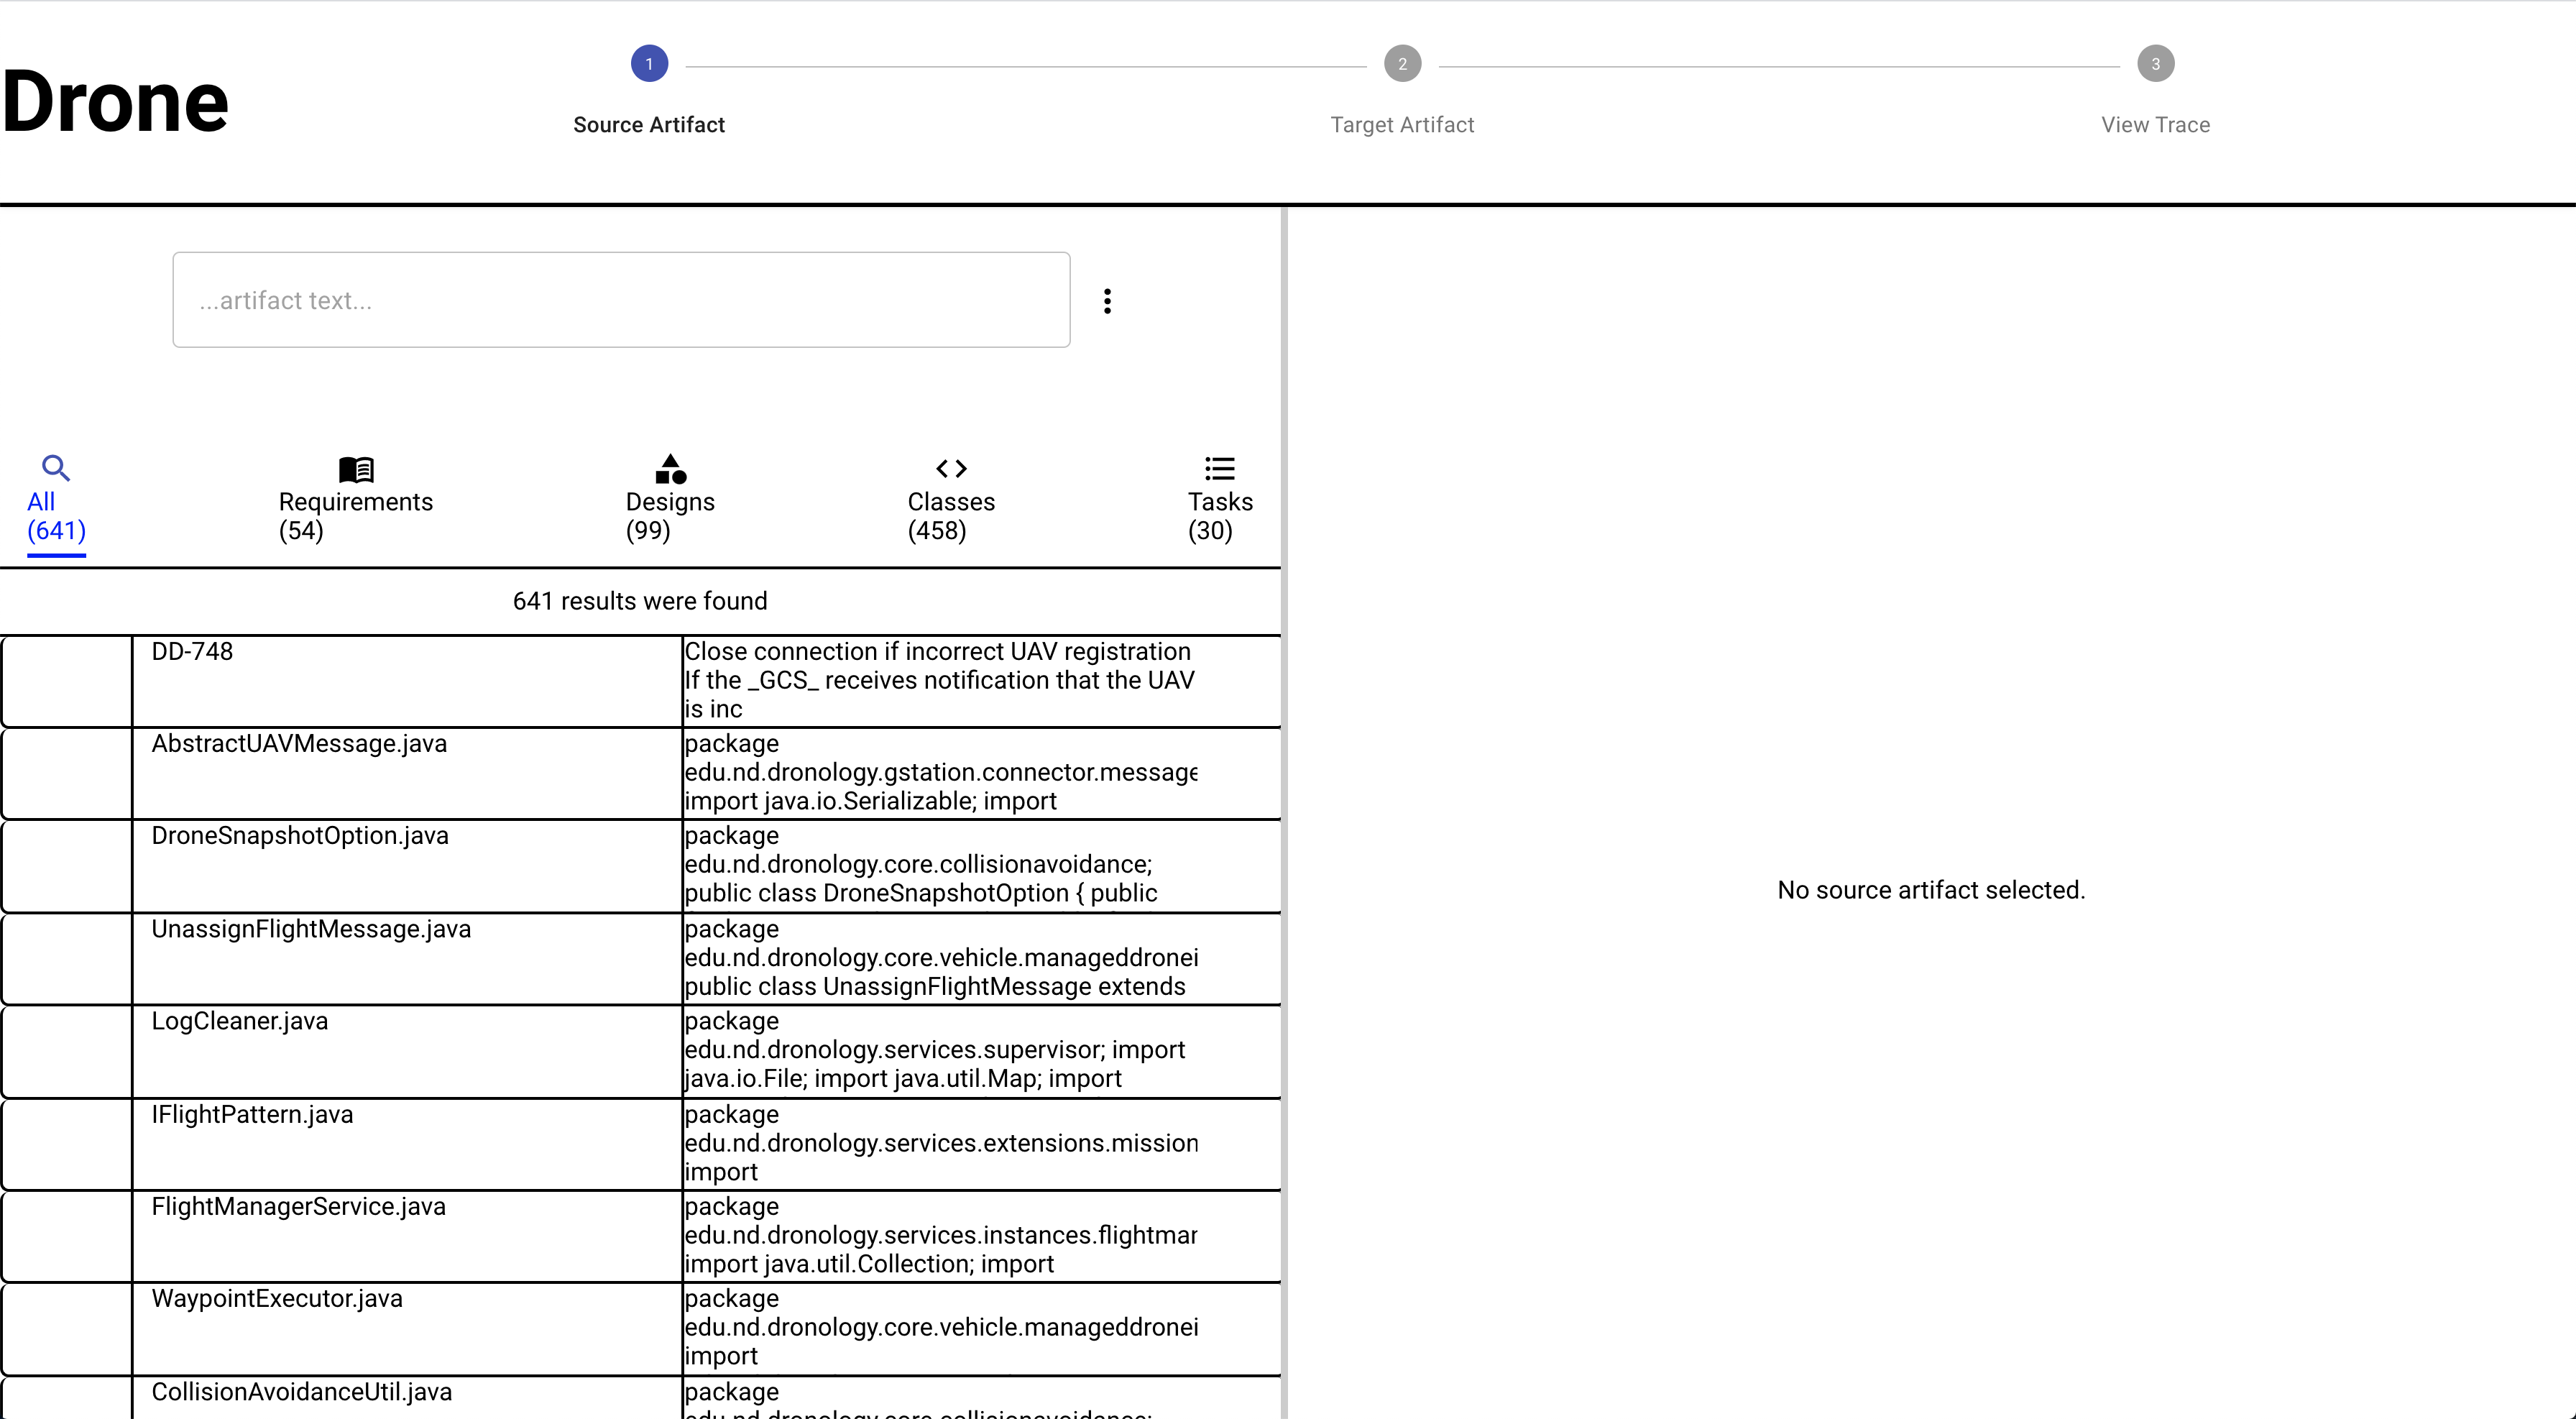 Drone
1
2
3
Source Artifact
Target Artifact
View Trace
...artifact text...
All
(641)
Requirements
(54)
Designs
(99)
Classes
(458)
Tasks
(30)
641 results were found
DD-748
Close connection if incorrect UAV registration
If the _GCS_ receives notification that the UAV
is inc
AbstractUAVMessage.java
package
edu.nd.dronology.gstation.connector.message
import java.io.Serializable; import
DroneSnapshotOption.java
package
edu.nd.dronology.core.collisionavoidance;
public class DroneSnapshotOption { public
UnassignFlightMessage.java
package
edu.nd.dronology.core.vehicle.manageddronei
public class UnassignFlightMessage extends
LogCleaner.java
package
edu.nd.dronology.services.supervisor; import
java.io.File; import java.util.Map; import
IFlightPattern.java
package
edu.nd.dronology.services.extensions.mission
import
FlightManagerService.java
package
edu.nd.dronology.services.instances.flightmar
import java.util.Collection; import
WaypointExecutor.java
package
edu.nd.dronology.core.vehicle.manageddronei
import
CollisionAvoidanceUtil.java
package
edu.nd.dronology.core.collisionavoidance;
No source artifact selected.